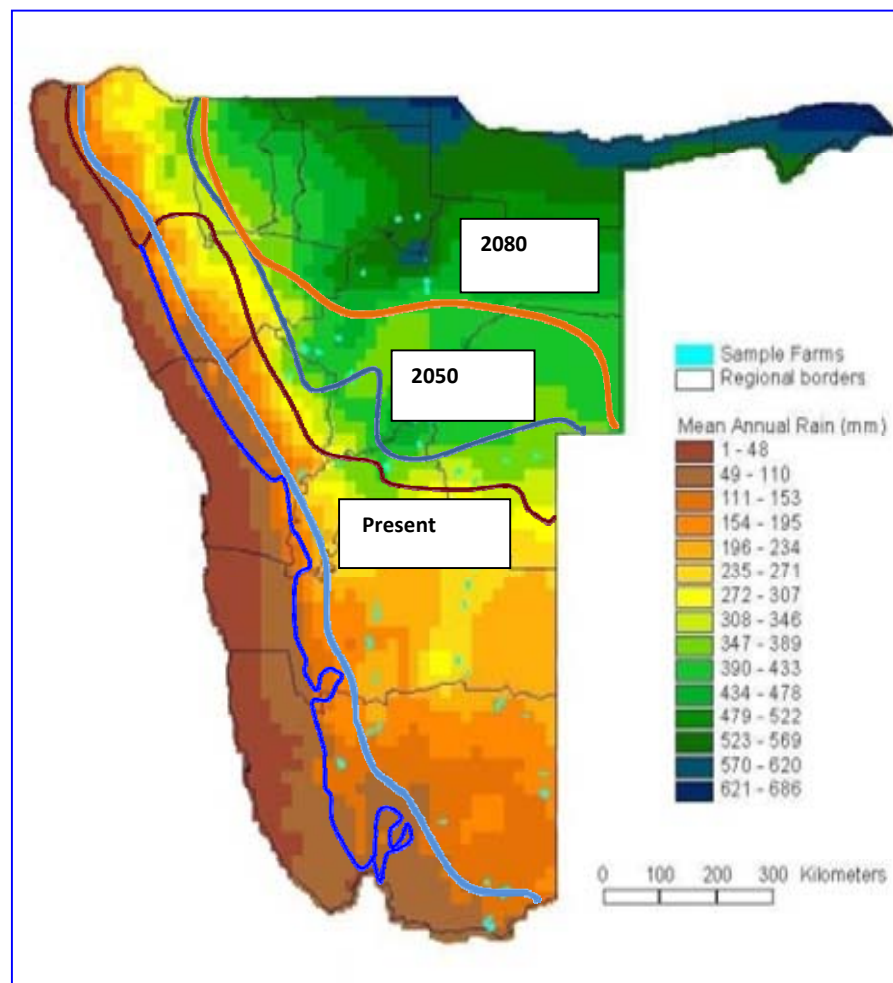 2080
2050
Present
Sample Farms
Regional borders
Mean Annual Rain (mm)
1 - 48
49 - 110
111 - 153
154 - 195
196 - 234
235 - 271
272 - 307
308 - 346
347 - 389
390 - 433
434 - 478
479 - 522
523 - 569
570 - 620
621 - 686
0 100 200 300 Kilometers